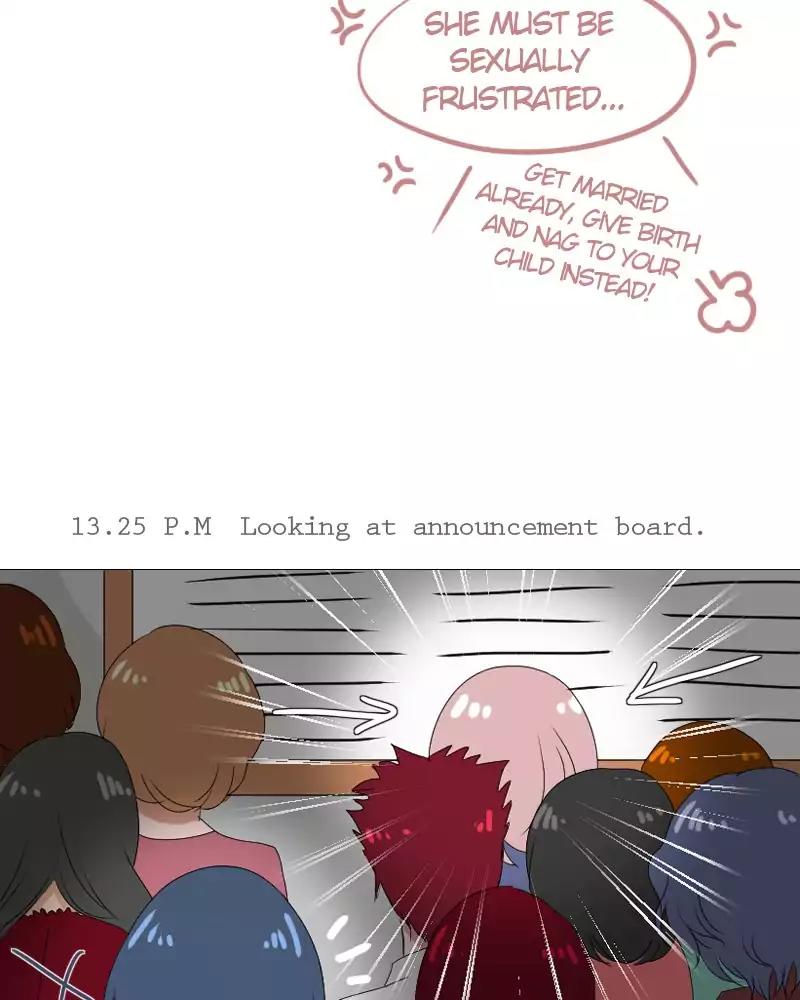 SHE MUST BE
SEXUALLY
FRUSTRATED...
GET MARRIED
ALREADY, GIVE BIRTH
AND NAG TO YOUR
CHILD INSTEAD!
13.25 P.M Looking at announcement board.